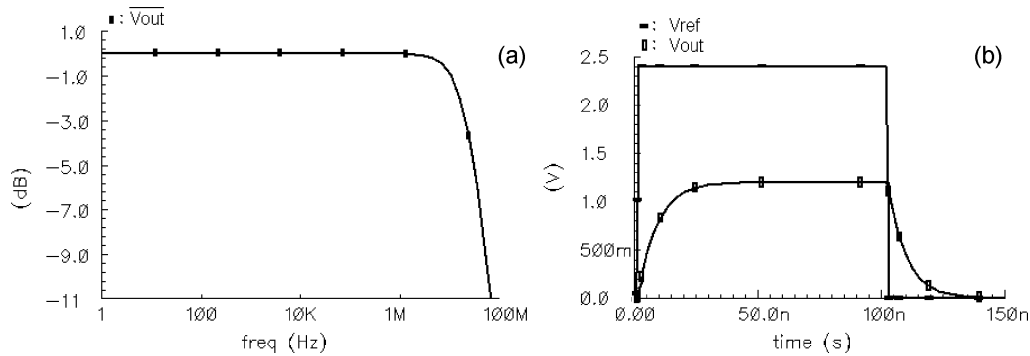 : V̅o̅u̅t̅
1.0
-1.0
-3.0
-5.0
-7.0
-9.0
-11
(dB)
1 100 10K 1M 100M
freq (Hz)
(a)
: Vref
: Vout
2.5
2.0
1.5
1.0
500m
0.0
(V)
0.00 50.0n 100n 150n
time (s)
(b)